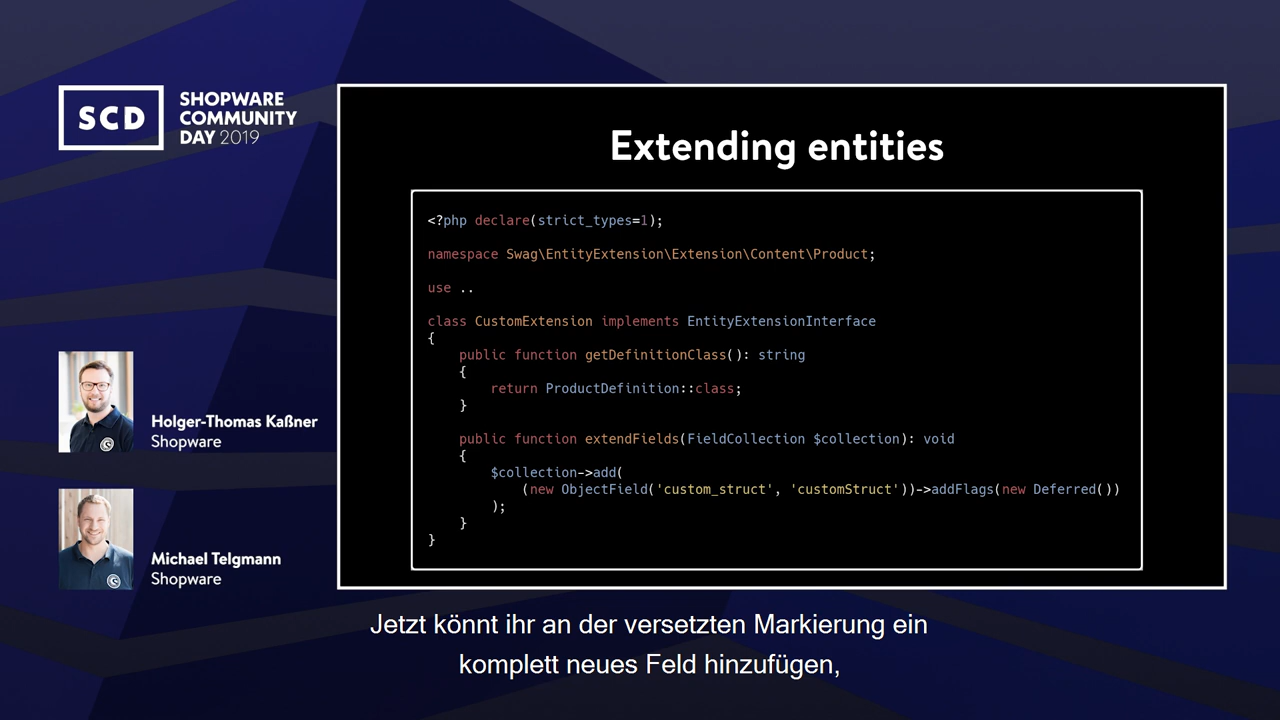 SCD
SHOPWARE
COMMUNITY
DAY 2019
Extending entities
<?php declare(strict_types=1);
namespace Swag\EntityExtension\Extension\Content\Product;
use ..
class CustomExtension implements EntityExtensionInterface
{
    public function getDefinitionClass(): string
    {
        return ProductDefinition::class;
    }
    public function extendFields(FieldCollection $collection): void
    {
        $collection->add(
            (new ObjectField('custom_struct', 'customStruct'))->addFlags(new Deferred())
        );
    }
}
Holger-Thomas Kaßner
Shopware
Michael Telgmann
Shopware
Jetzt könnt ihr an der versetzten Markierung ein
komplett neues Feld hinzufügen,